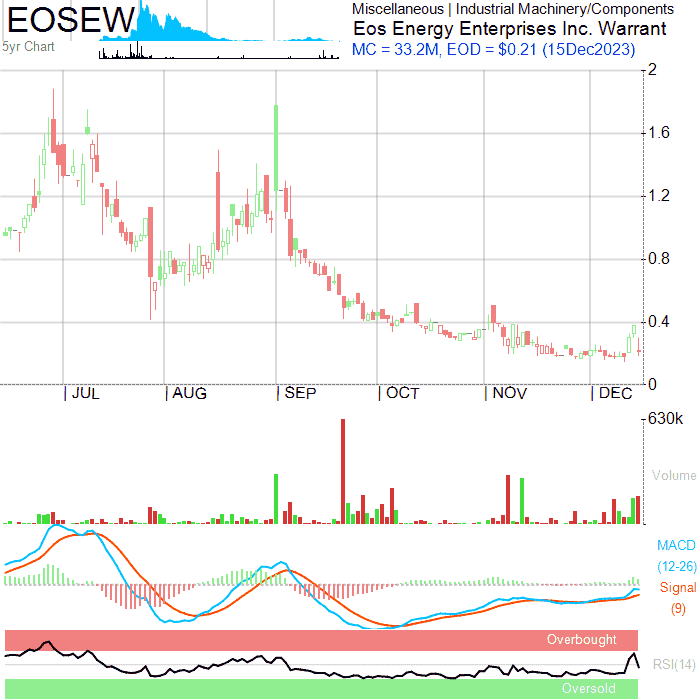 EOSEW
5yr Chart
Miscellaneous | Industrial Machinery/Components
Eos Energy Enterprises Inc. Warrant
MC = 33.2M, EOD = $0.21 (15Dec2023)
2
1.6
1.2
0.8
0.4
0
JUL AUG SEP OCT NOV DEC
630k
Volume
MACD
(12-26)
Signal
(9)
Overbought
RSI(14)
Oversold